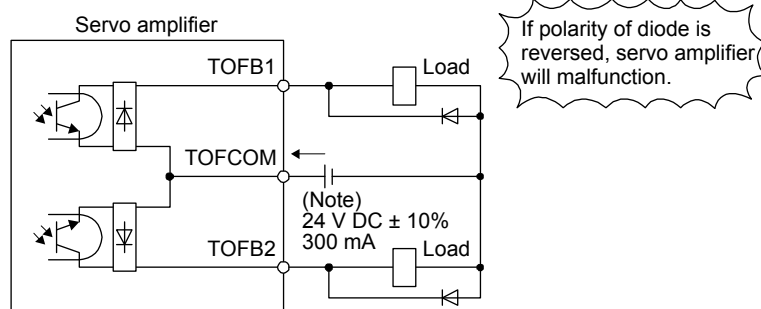 Servo amplifier
If polarity of diode is
reversed, servo amplifier
will malfunction.
TOFB1
Load
TOFCOM
(Note)
24 V DC ± 10%
300 mA
TOFB2
Load